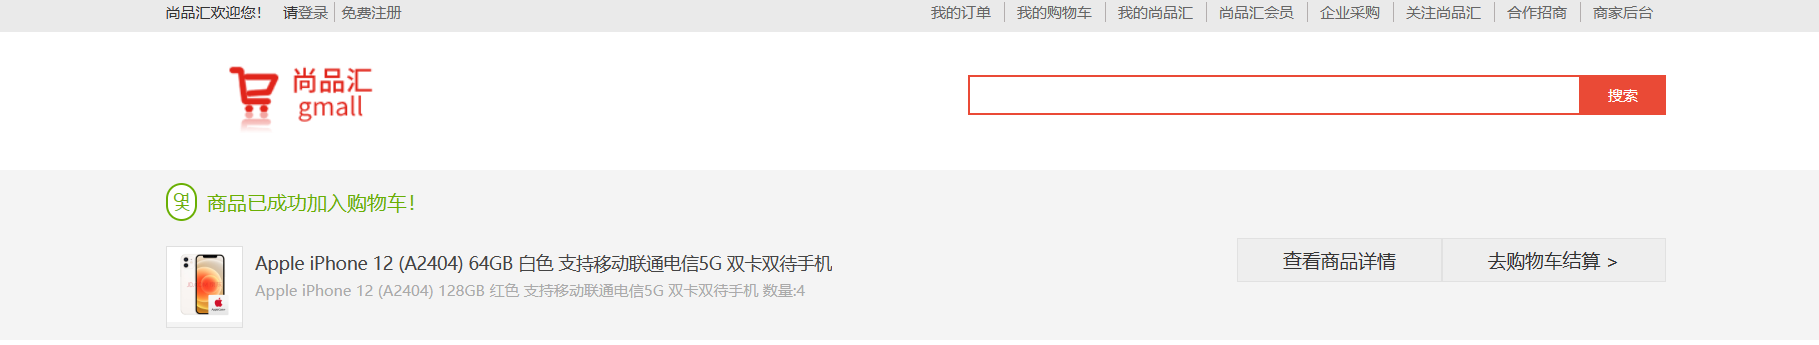 尚品汇欢迎您！ 请登录 免费注册 我的订单 我的购物车 我的尚品汇 尚品汇会员 企业采购 关注尚品汇 合作招商 商家后台
尚品汇
gmall
搜索
商品已成功加入购物车！
Apple iPhone 12 (A2404) 64GB 白色 支持移动联通电信5G 双卡双待手机
Apple iPhone 12 (A2404) 128GB 红色 支持移动联通电信5G 双卡双待手机 数量:4
查看商品详情 去购物车结算 >